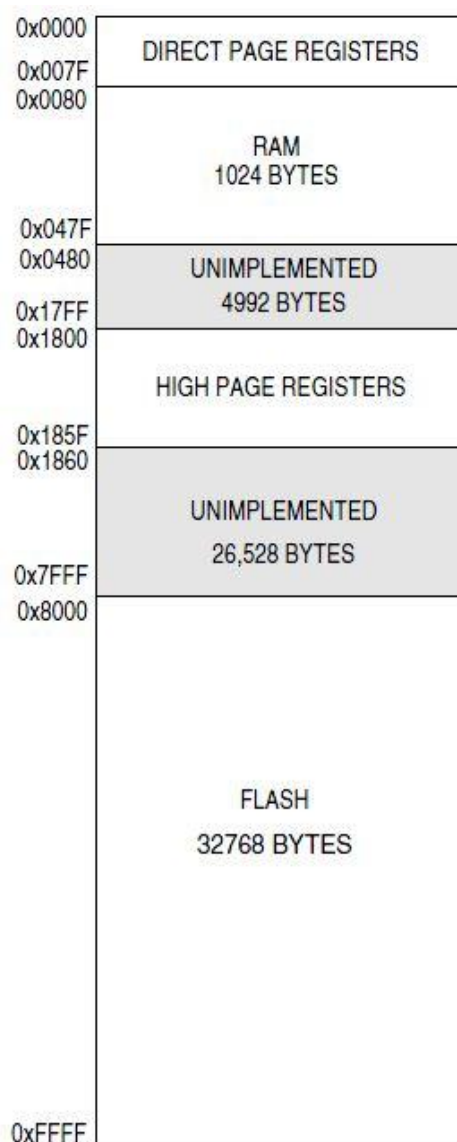 0x0000
DIRECT PAGE REGISTERS
0x007F
0x0080
RAM
1024 BYTES
0x047F
0x0480
UNIMPLEMENTED
4992 BYTES
0x17FF
0x1800
HIGH PAGE REGISTERS
0x185F
0x1860
UNIMPLEMENTED
26,528 BYTES
0x7FFF
0x8000
FLASH
32768 BYTES
0xFFFF